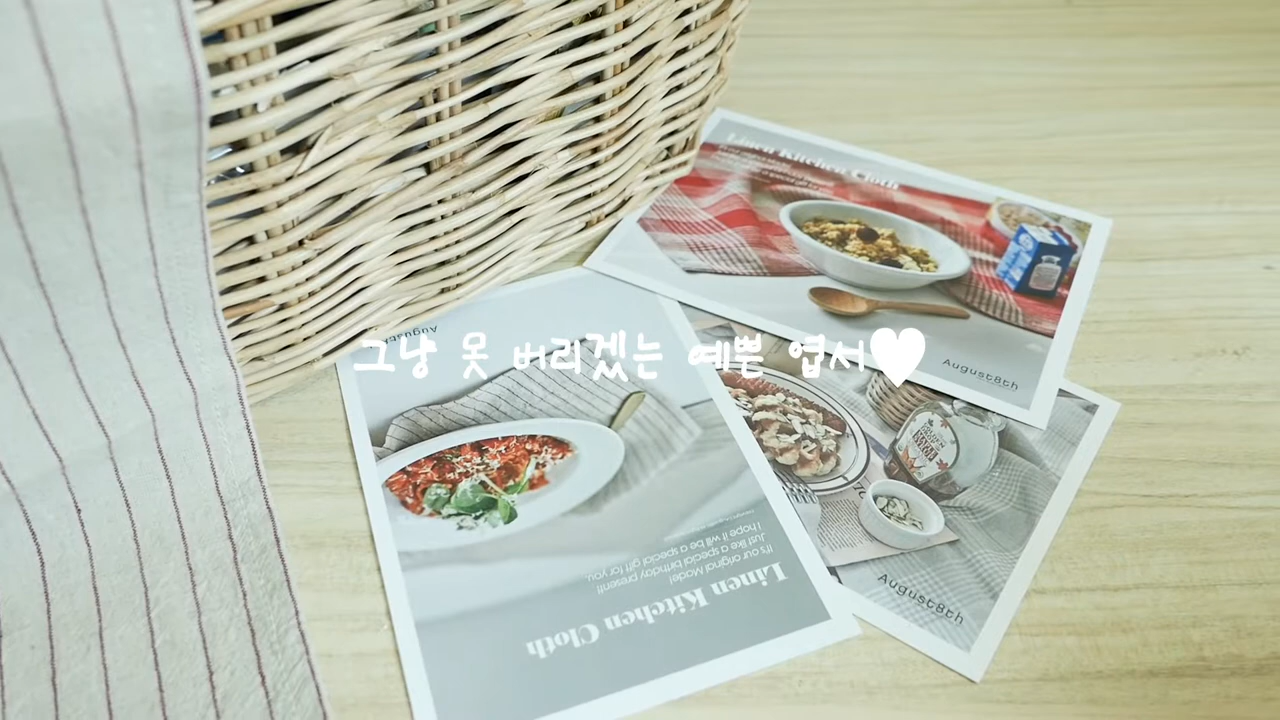 Linen Kitchen Cloth
August8th
August8th
그냥 못 버리겠는 예쁜 엽서♥
August8th
Linen Kitchen Cloth
It's our original Model!
Just like a special birthday present!
I hope it will be a special gift for you.